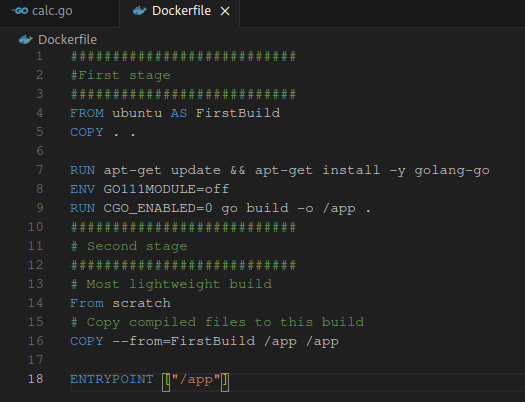 GO calc.go Dockerfile ×
Dockerfile
1 ###########################
2 #First stage
3 ###########################
4 FROM ubuntu AS FirstBuild
5 COPY . .
6
7 RUN apt-get update && apt-get install -y golang-go
8 ENV GO111MODULE=off
9 RUN CGO_ENABLED=0 go build -o /app .
10 ###########################
11 # Second stage
12 ###########################
13 # Most lightweight build
14 From scratch
15 # Copy compiled files to this build
16 COPY --from=FirstBuild /app /app
17
18 ENTRYPOINT ["/app"]